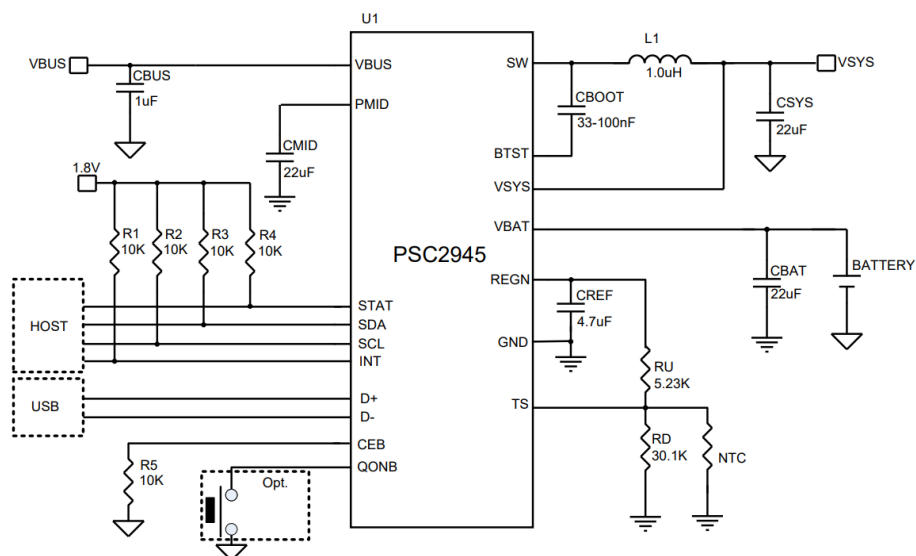 U1
VBUS
CBUS
1uF
VBUS
PMID
CMID
22uF
1.8V
R1
10K
R2
10K
R3
10K
R4
10K
HOST
STAT
SDA
SCL
INT
USB
D+
D-
CEB
QONB
R5
10K
Opt.
PSC2945
SW
L1
1.0uH
VSYS
CBOOT
33-100nF
CSYS
22uF
BTST
VSYS
VBAT
CBAT
22uF
BATTERY
REGN
CREF
4.7uF
GND
RU
5.23K
TS
RD
30.1K
NTC